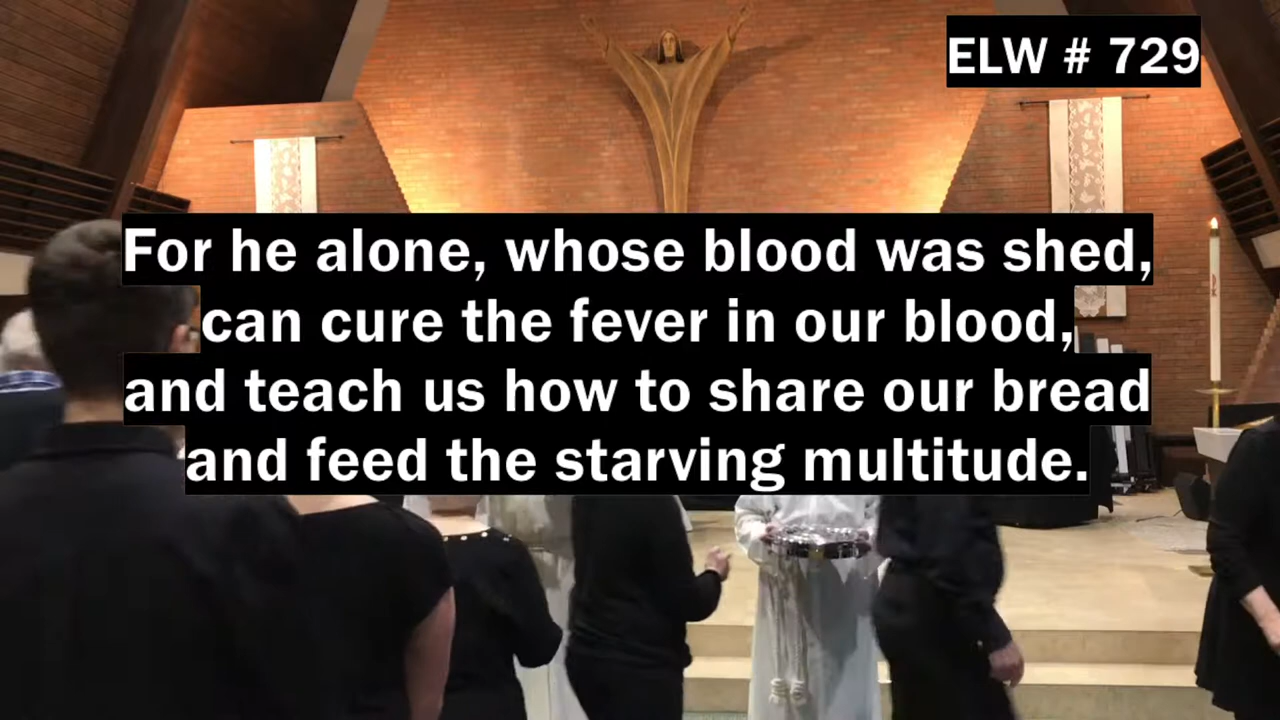 ELW # 729
For he alone, whose blood was shed,
can cure the fever in our blood,
and teach us how to share our bread
and feed the starving multitude.